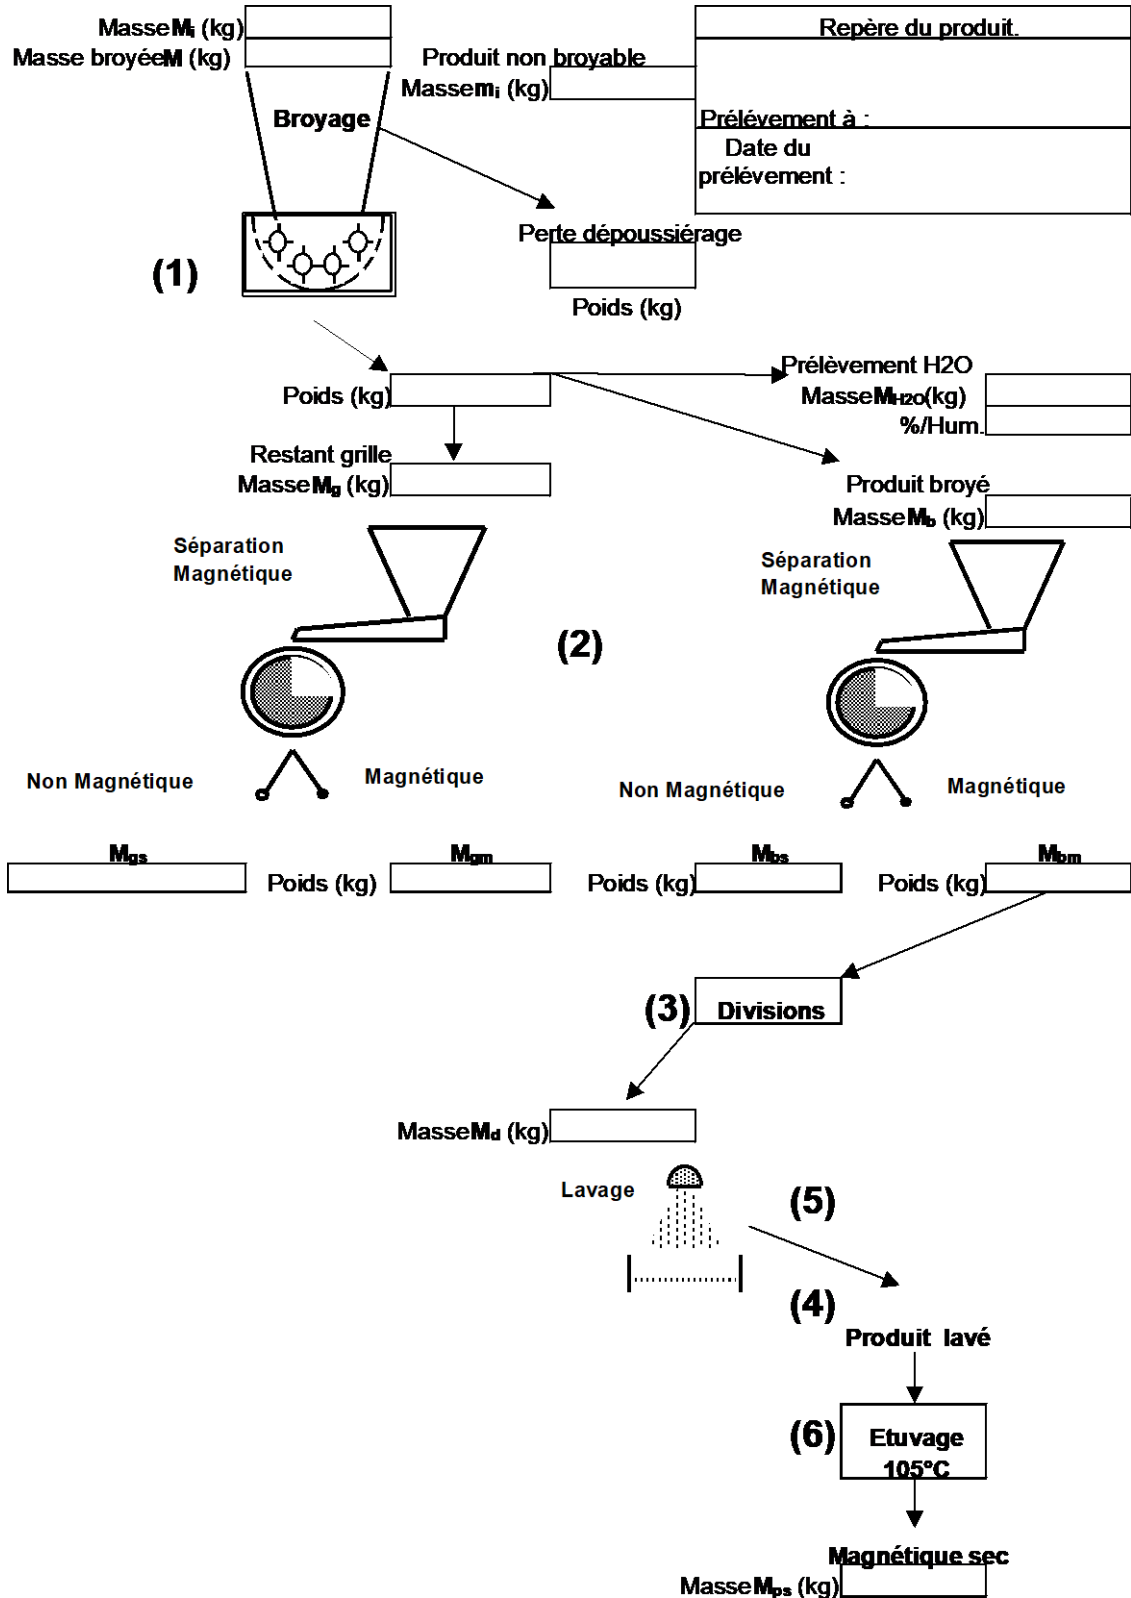 Masse Mi (kg)
Masse broyée M (kg)
Produit non broyable
Masse mi (kg)
Repère du produit.
Prélévement à :
Date du
prélévement :
Broyage
Perte dépoussiérage
Poids (kg)
(1)
Poids (kg)
Prélèvement H2O
Masse MH2O (kg)
%/Hum.
Restant grille
Masse Mg (kg)
Produit broyé
Masse Mb (kg)
Séparation
Magnétique
Séparation
Magnétique
(2)
Non Magnétique
Magnétique
Non Magnétique
Magnétique
Mgs
Poids (kg)
Mgm
Poids (kg)
Mbs
Poids (kg)
Mbm
(3)
Divisions
Masse Md (kg)
Lavage
(5)
(4)
Produit lavé
(6)
Etuvage
105°C
Magnétique sec
Masse Mps (kg)